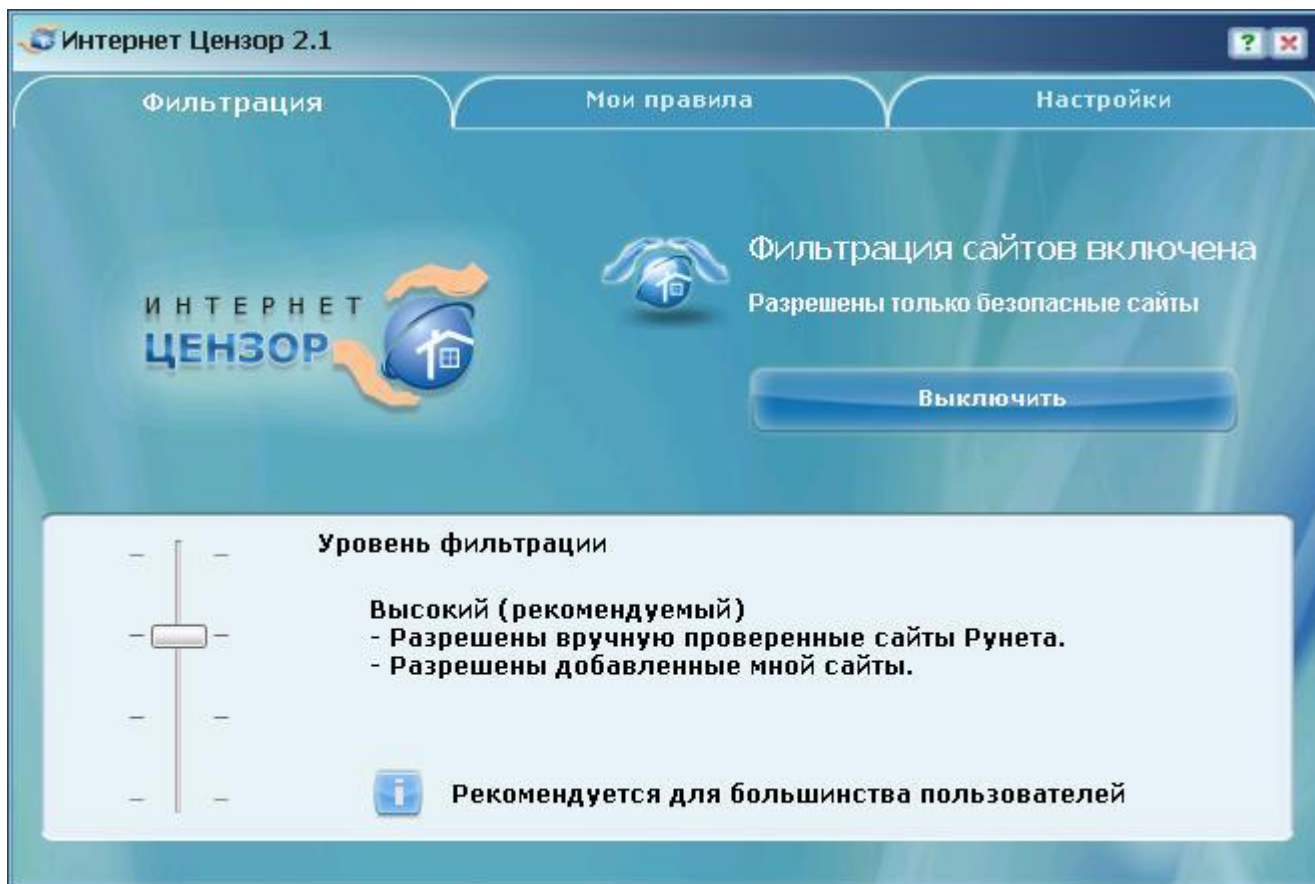 Интернет Цензор 2.1
? ×
Фильтрация
Мои правила
Настройки
ИНТЕРНЕТ
ЦЕНЗОР
Фильтрация сайтов включена
Разрешены только безопасные сайты
Выключить
Уровень фильтрации
Высокий (рекомендуемый)
- Разрешены вручную проверенные сайты Рунета.
- Разрешены добавленные мной сайты.
i Рекомендуется для большинства пользователей